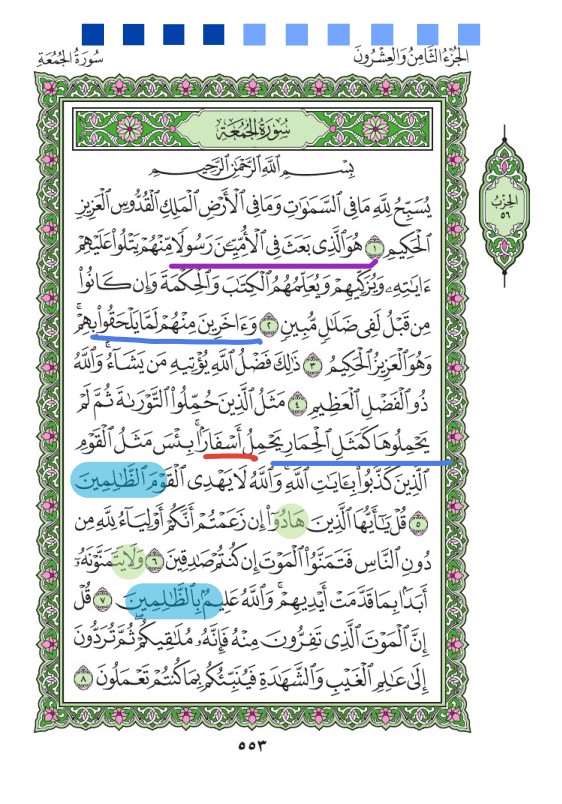 سُورَةُ الجُمُعَةِ
الجُزْءُ الثَّامِنُ وَالعِشْرُونَ
سُورَةُ الجُمُعَةِ
بِسْمِ ٱللَّهِ ٱلرَّحْمَٰنِ ٱلرَّحِيمِ
يُسَبِّحُ لِلَّهِ مَا فِي ٱلسَّمَٰوَٰتِ وَمَا فِي ٱلْأَرْضِ ٱلْمَلِكِ ٱلْقُدُّوسِ ٱلْعَزِيزِ
ٱلْحَكِيمِ ١ هُوَ ٱلَّذِي بَعَثَ فِي ٱلْأُمِّيِّـۧنَ رَسُولًا مِّنْهُمْ يَتْلُوا۟ عَلَيْهِمْ
ءَايَٰتِهِۦ وَيُزَكِّيهِمْ وَيُعَلِّمُهُمُ ٱلْكِتَٰبَ وَٱلْحِكْمَةَ وَإِن كَانُوا۟
مِن قَبْلُ لَفِي ضَلَٰلٍ مُّبِينٍ ٢ وَءَاخَرِينَ مِنْهُمْ لَمَّا يَلْحَقُوا۟ بِهِمْ ۚ
وَهُوَ ٱلْعَزِيزُ ٱلْحَكِيمُ ٣ ذَٰلِكَ فَضْلُ ٱللَّهِ يُؤْتِيهِ مَن يَشَآءُ ۚ وَٱللَّهُ
ذُو ٱلْفَضْلِ ٱلْعَظِيمِ ٤ مَثَلُ ٱلَّذِينَ حُمِّلُوا۟ ٱلتَّوْرَىٰةَ ثُمَّ لَمْ
يَحْمِلُوهَا كَمَثَلِ ٱلْحِمَارِ يَحْمِلُ أَسْفَارًۢا ۚ بِئْسَ مَثَلُ ٱلْقَوْمِ
ٱلَّذِينَ كَذَّبُوا۟ بِـَٔايَٰتِ ٱللَّهِ ۚ وَٱللَّهُ لَا يَهْدِي ٱلْقَوْمَ ٱلظَّٰلِمِينَ
٥ قُلْ يَٰٓأَيُّهَا ٱلَّذِينَ هَادُوٓا۟ إِن زَعَمْتُمْ أَنَّكُمْ أَوْلِيَآءُ لِلَّهِ مِن
دُونِ ٱلنَّاسِ فَتَمَنَّوُا۟ ٱلْمَوْتَ إِن كُنتُمْ صَٰدِقِينَ ٦ وَلَا يَتَمَنَّوْنَهُۥٓ
أَبَدًۢا بِمَا قَدَّمَتْ أَيْدِيهِمْ ۚ وَٱللَّهُ عَلِيمٌۢ بِٱلظَّٰلِمِينَ ٧ قُلْ
إِنَّ ٱلْمَوْتَ ٱلَّذِي تَفِرُّونَ مِنْهُ فَإِنَّهُۥ مُلَٰقِيكُمْ ۖ ثُمَّ تُرَدُّونَ
إِلَىٰ عَٰلِمِ ٱلْغَيْبِ وَٱلشَّهَٰدَةِ فَيُنَبِّئُكُم بِمَا كُنتُمْ تَعْمَلُونَ ٨
الحِزْبُ
٥٦
٥٥٣